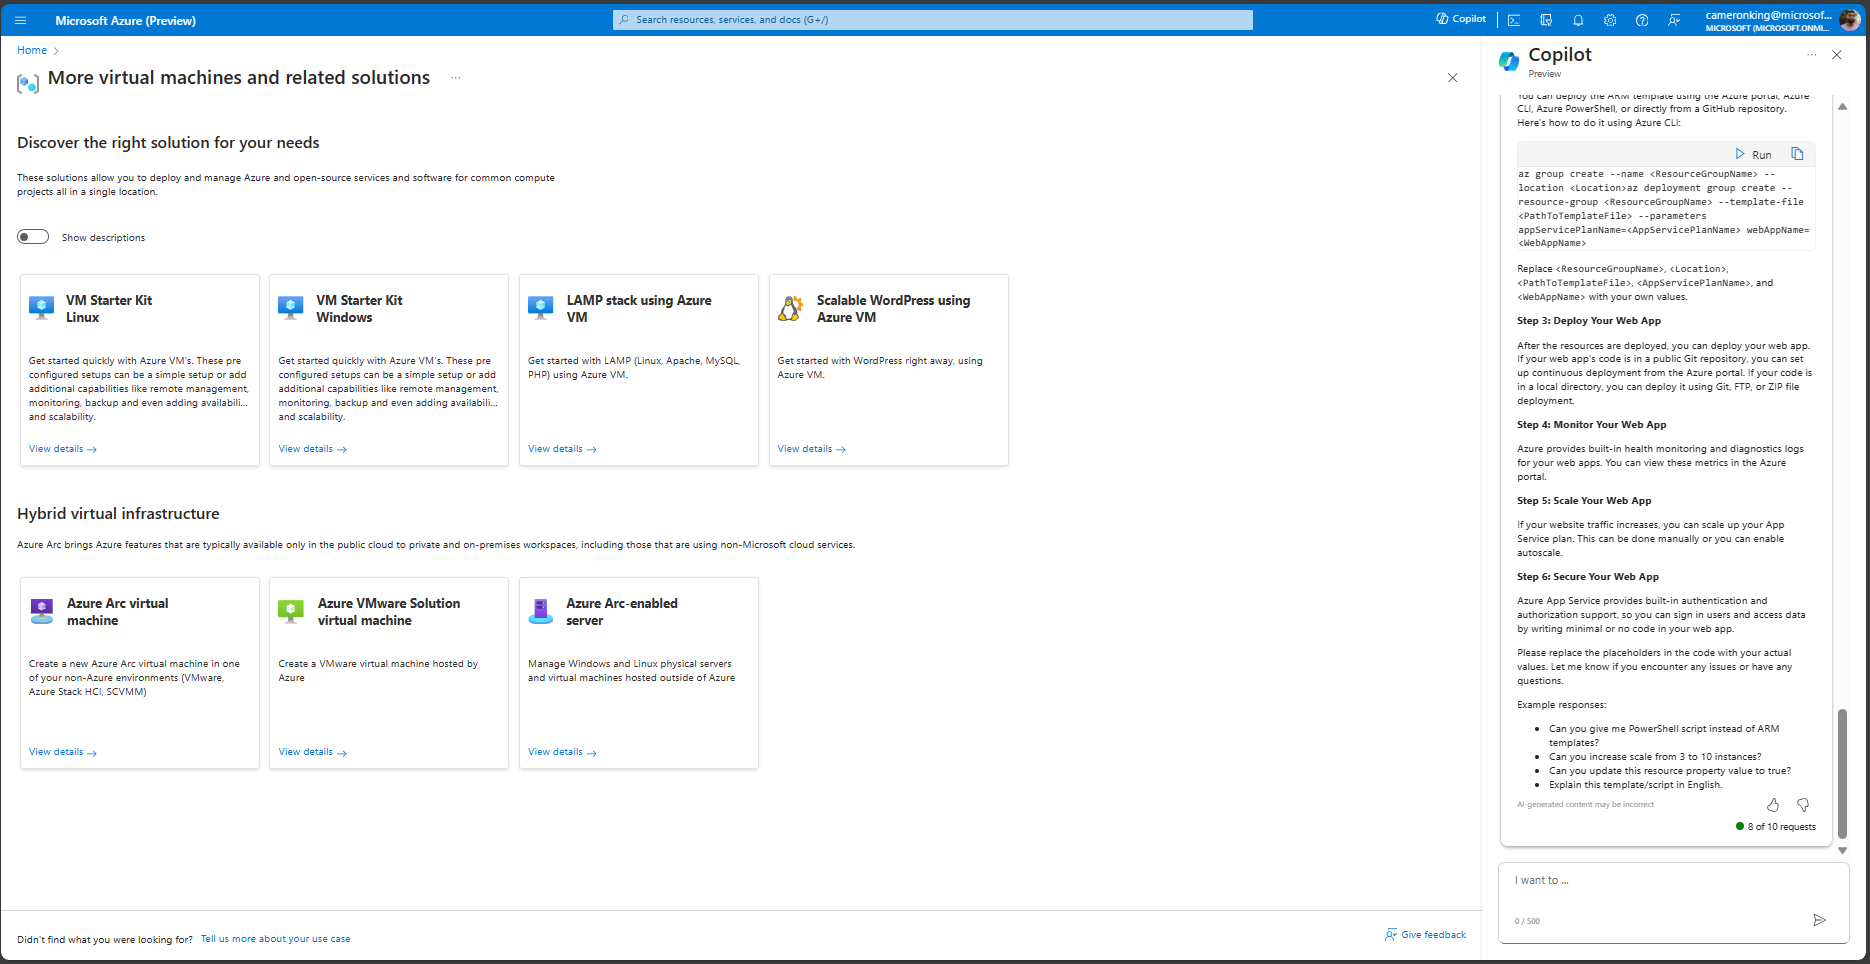 Microsoft Azure (Preview)
Search resources, services, and docs (G+/)
Copilot
cameronking@microsof...
MICROSOFT (MICROSOFT.ONMI...
Home
More virtual machines and related solutions
...
Discover the right solution for your needs
These solutions allow you to deploy and manage Azure and open-source services and software for common compute
projects all in a single location.
Show descriptions
VM Starter Kit
Linux
Get started quickly with Azure VM's. These pre
configured setups can be a simple setup or add
additional capabilities like remote management,
monitoring, backup and even adding availabili...
and scalability.
View details
VM Starter Kit
Windows
Get started quickly with Azure VM's. These pre
configured setups can be a simple setup or add
additional capabilities like remote management,
monitoring, backup and even adding availabili...
and scalability.
View details
LAMP stack using Azure
VM
Get started with LAMP (Linux, Apache, MySQL,
PHP) using Azure VM.
View details
Scalable WordPress using
Azure VM
Get started with WordPress right away, using
Azure VM.
View details
Hybrid virtual infrastructure
Azure Arc brings Azure features that are typically available only in the public cloud to private and on-premises workspaces, including those that are using non-Microsoft cloud services.
Azure Arc virtual
machine
Create a new Azure Arc virtual machine in one
of your non-Azure environments (VMware,
Azure Stack HCI, SCVMM)
View details
Azure VMware Solution
virtual machine
Create a VMware virtual machine hosted by
Azure
View details
Azure Arc-enabled
server
Manage Windows and Linux physical servers
and virtual machines hosted outside of Azure
View details
Didn't find what you were looking for? Tell us more about your use case
Give feedback
Copilot
Preview
...
You can deploy the ARM template using the Azure portal, Azure
CLI, Azure PowerShell, or directly from a GitHub repository.
Here's how to do it using Azure CLI:
Run
az group create --name <ResourceGroupName> --
location <Location>az deployment group create --
resource-group <ResourceGroupName> --template-file
<PathToTemplateFile> --parameters
appServicePlanName=<AppServicePlanName> webAppName=
<WebAppName>
Replace <ResourceGroupName>, <Location>,
<PathToTemplateFile>, <AppServicePlanName>, and
<WebAppName> with your own values.
Step 3: Deploy Your Web App
After the resources are deployed, you can deploy your web app.
If your web app's code is in a public Git repository, you can set
up continuous deployment from the Azure portal. If your code is
in a local directory, you can deploy it using Git, FTP, or ZIP file
deployment.
Step 4: Monitor Your Web App
Azure provides built-in health monitoring and diagnostics logs
for your web apps. You can view these metrics in the Azure
portal.
Step 5: Scale Your Web App
If your website traffic increases, you can scale up your App
Service plan. This can be done manually or you can enable
autoscale.
Step 6: Secure Your Web App
Azure App Service provides built-in authentication and
authorization support, so you can sign in users and access data
by writing minimal or no code in your web app.
Please replace the placeholders in the code with your actual
values. Let me know if you encounter any issues or have any
questions.
Example responses:
• Can you give me PowerShell script instead of ARM
templates?
• Can you increase scale from 3 to 10 instances?
• Can you update this resource property value to true?
• Explain this template/script in English.
AI-generated content may be incorrect
8 of 10 requests
I want to ...
0 / 500